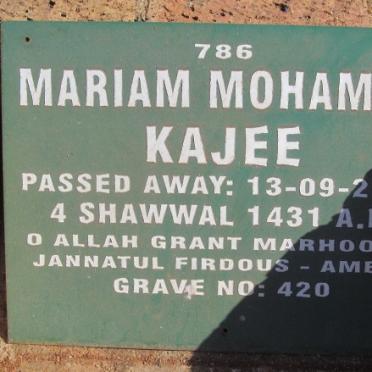 786
MARIAM MOHAM
KAJEE
PASSED AWAY: 13-09-2
4 SHAWWAL 1431 A.
O ALLAH GRANT MARHOO
JANNATUL FIRDOUS - AME
GRAVE NO: 420